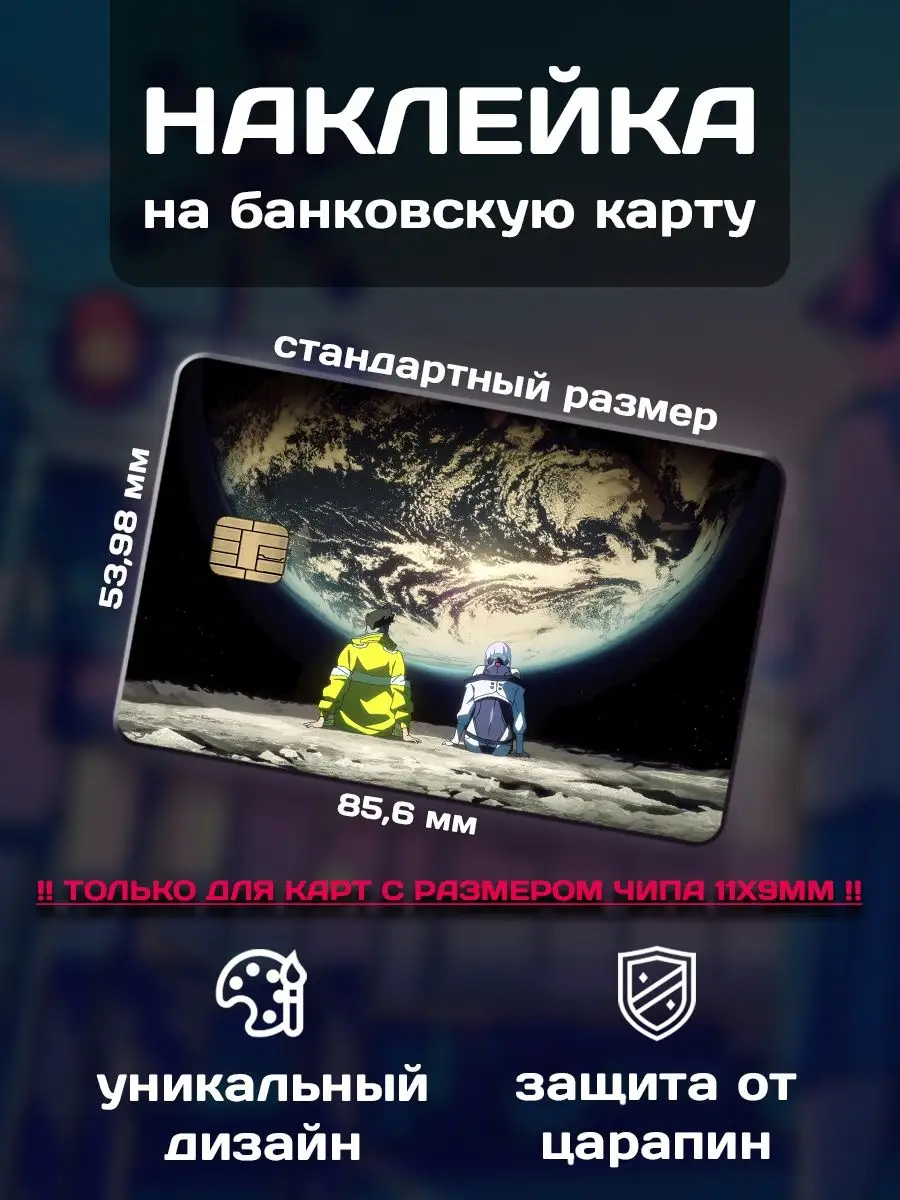 НАКЛЕЙКА
на банковскую карту
стандартный размер
53,98 мм
85,6 мм
!! ТОЛЬКО ДЛЯ КАРТ С РАЗМЕРОМ ЧИПА 11Х9ММ !!
уникальный
дизайн
защита от
царапин